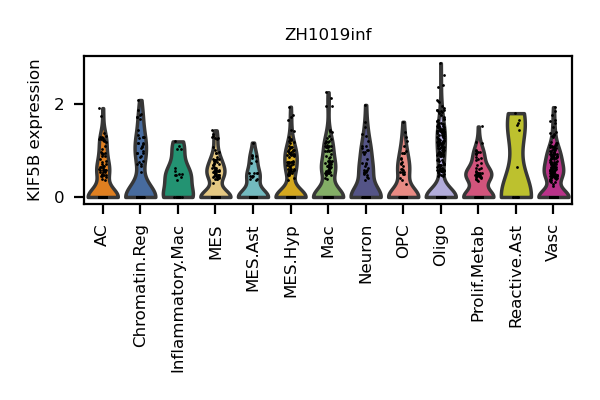 ZH1019inf
KIF5B expression
2
0
AC
Chromatin.Reg
Inflammatory.Mac
MES
MES.Ast
MES.Hyp
Mac
Neuron
OPC
Oligo
Prolif.Metab
Reactive.Ast
Vasc